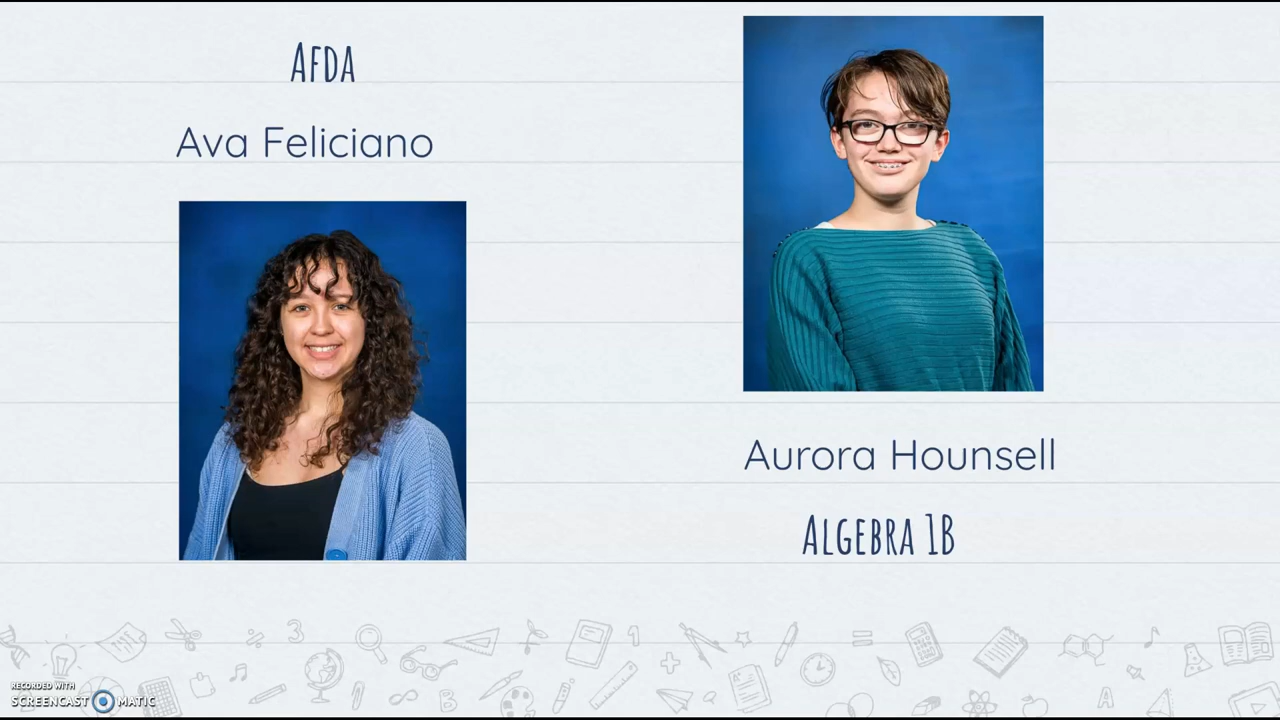 AFDA
Ava Feliciano
Aurora Hounsell
ALGEBRA 1B
RECORDED WITH
SCREENCAST MATIC